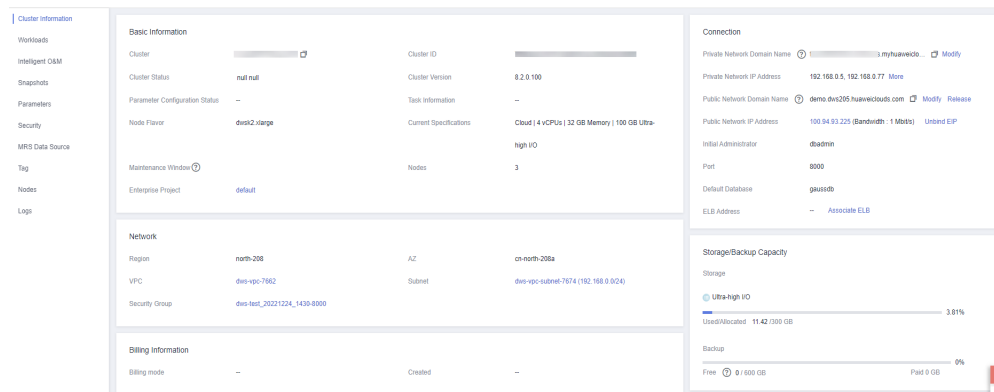 Cluster Information
Workloads
Intelligent O&M
Snapshots
Parameters
Security
MRS Data Source
Tag
Nodes
Logs
Basic Information
Cluster
Cluster ID
Cluster Status null null
Cluster Version 8.2.0.100
Parameter Configuration Status --
Task Information --
Node Flavor dwsk2.xlarge
Current Specifications Cloud | 4 vCPUs | 32 GB Memory | 100 GB Ultra-
high I/O
Maintenance Window ?
Nodes 3
Enterprise Project default
Network
Region north-208
AZ cn-north-208a
VPC dws-vpc-7662
Subnet dws-vpc-subnet-7674 (192.168.0.0/24)
Security Group dws-test_20221224_1430-8000
Billing Information
Billing mode --
Created --
Connection
Private Network Domain Name ? .myhuaweiclo... Modify
Private Network IP Address 192.168.0.5, 192.168.0.77 More
Public Network Domain Name ? demo.dws205.huaweiclouds.com Modify Release
Public Network IP Address 100.94.93.225 (Bandwidth : 1 Mbit/s) Unbind EIP
Initial Administrator dbadmin
Port 8000
Default Database gaussdb
ELB Address -- Associate ELB
Storage/Backup Capacity
Storage
Ultra-high I/O
3.81%
Used/Allocated 11.42 /300 GB
Backup
0%
Free ? 0 / 600 GB Paid 0 GB